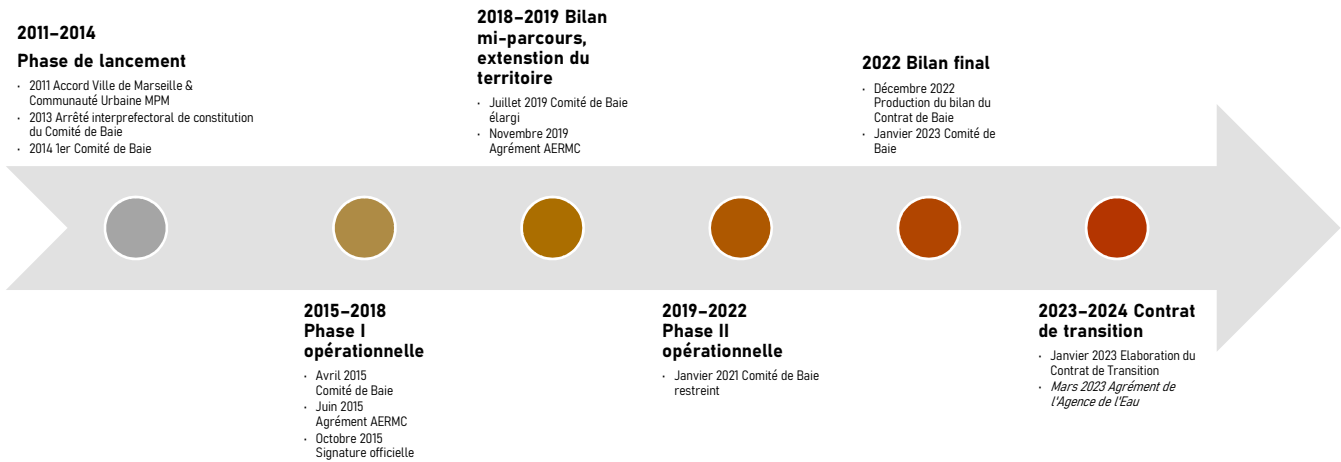 2011–2014
Phase de lancement
· 2011 Accord Ville de Marseille &
Communauté Urbaine MPM
· 2013 Arrêté interprefectoral de constitution
du Comité de Baie
· 2014 1er Comité de Baie
2015–2018
Phase I
opérationnelle
· Avril 2015
Comité de Baie
· Juin 2015
Agrément AERMC
· Octobre 2015
Signature officielle
2018–2019 Bilan
mi-parcours,
extenstion du
territoire
· Juillet 2019 Comité de Baie
élargi
· Novembre 2019
Agrément AERMC
2019–2022
Phase II
opérationnelle
· Janvier 2021 Comité de Baie
restreint
2022 Bilan final
· Décembre 2022
Production du bilan du
Contrat de Baie
· Janvier 2023 Comité de
Baie
2023–2024 Contrat
de transition
· Janvier 2023 Elaboration du
Contrat de Transition
· Mars 2023 Agrément de
l'Agence de l'Eau